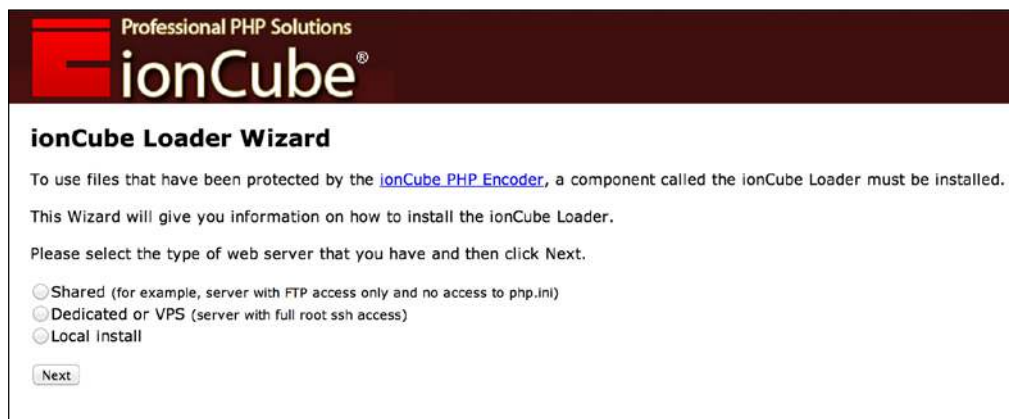 Professional PHP Solutions
ionCube®
ionCube Loader Wizard
To use files that have been protected by the ionCube PHP Encoder, a component called the ionCube Loader must be installed.
This Wizard will give you information on how to install the ionCube Loader.
Please select the type of web server that you have and then click Next.
Shared (for example, server with FTP access only and no access to php.ini)
Dedicated or VPS (server with full root ssh access)
Local install
Next